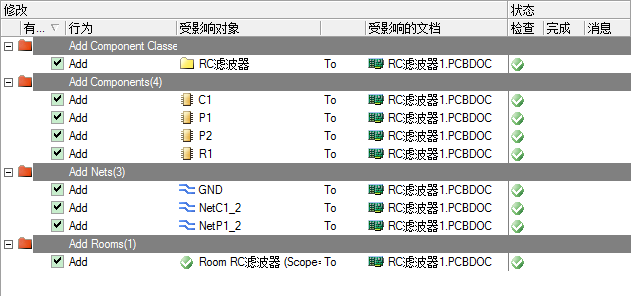 修改 状态
有... 行为 受影响对象 受影响的文档 检查 完成 消息
Add Component Classe
Add RC滤波器 To RC滤波器1.PCBDOC
Add Components(4)
Add C1 To RC滤波器1.PCBDOC
Add P1 To RC滤波器1.PCBDOC
Add P2 To RC滤波器1.PCBDOC
Add R1 To RC滤波器1.PCBDOC
Add Nets(3)
Add GND To RC滤波器1.PCBDOC
Add NetC1_2 To RC滤波器1.PCBDOC
Add NetP1_2 To RC滤波器1.PCBDOC
Add Rooms(1)
Add Room RC滤波器 (Scope= To RC滤波器1.PCBDOC